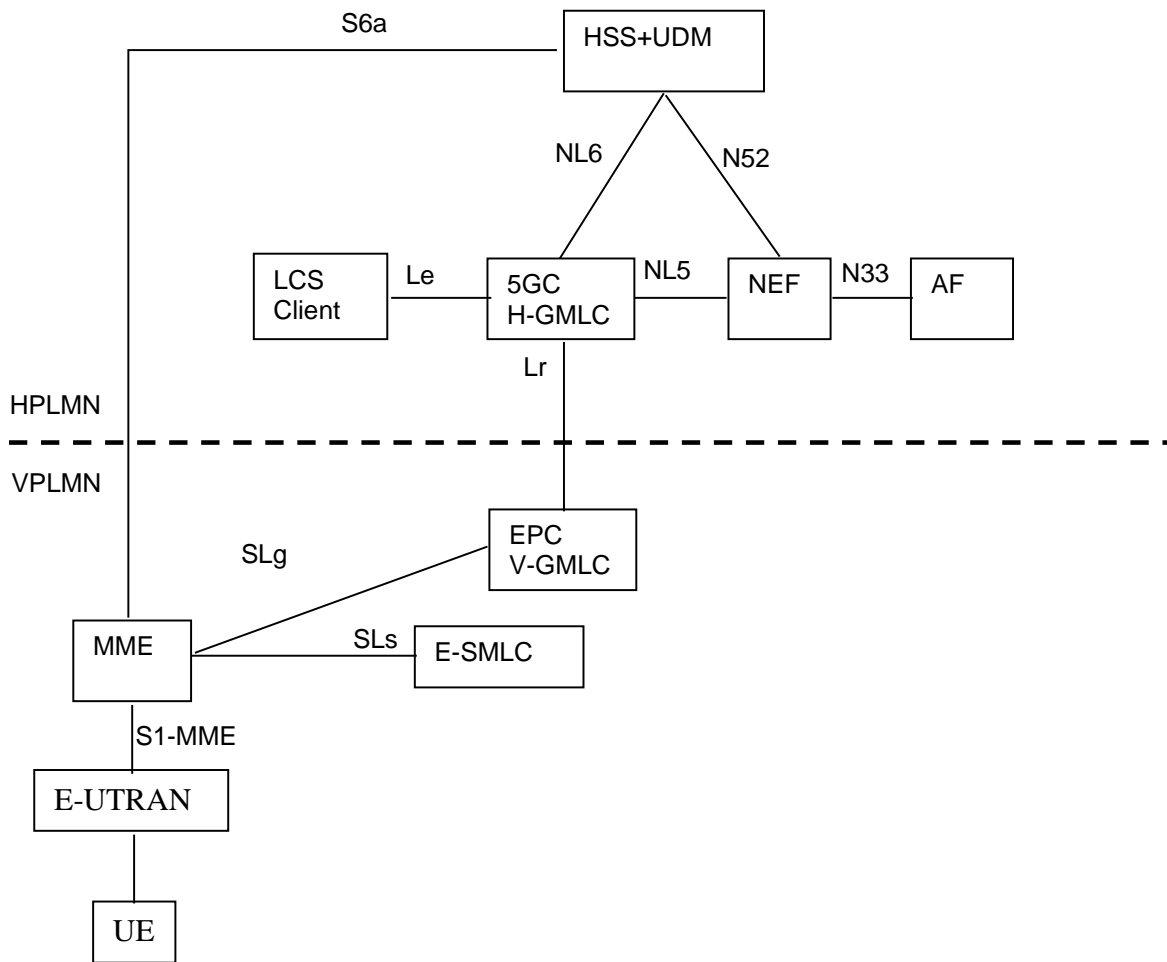 S6a
HSS+UDM
NL6
N52
LCS
Client
Le
5GC
H-GMLC
NL5
NEF
N33
AF
Lr
HPLMN
VPLMN
EPC
V-GMLC
SLg
MME
SLs
E-SMLC
S1-MME
E-UTRAN
UE